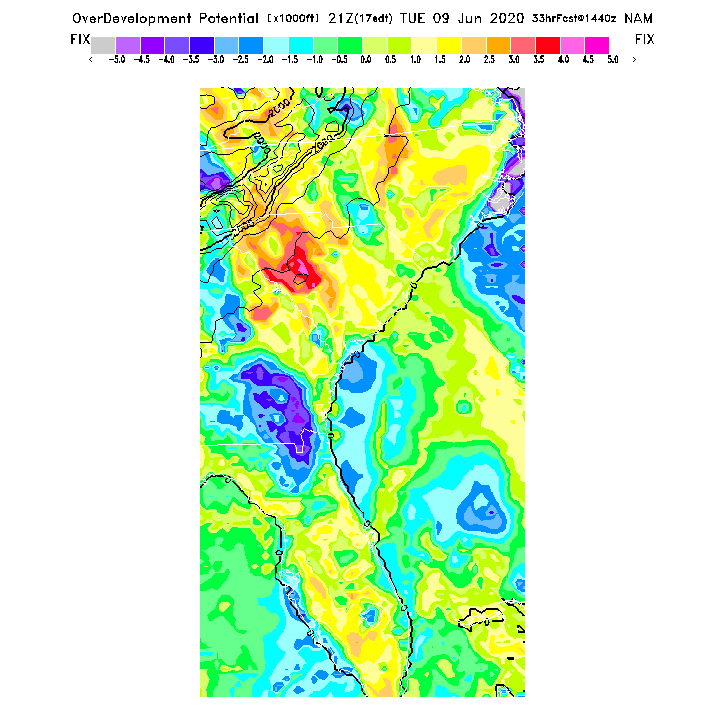 OverDevelopment Potential [x1000ft] 21Z(17edt) TUE 09 Jun 2020 33hrFcst@1440z NAM
FIX FIX
< -5.0 -4.5 -4.0 -3.5 -3.0 -2.5 -2.0 -1.5 -1.0 -0.5 0.0 0.5 1.0 1.5 2.0 2.5 3.0 3.5 4.0 4.5 5.0 >
2000
2000